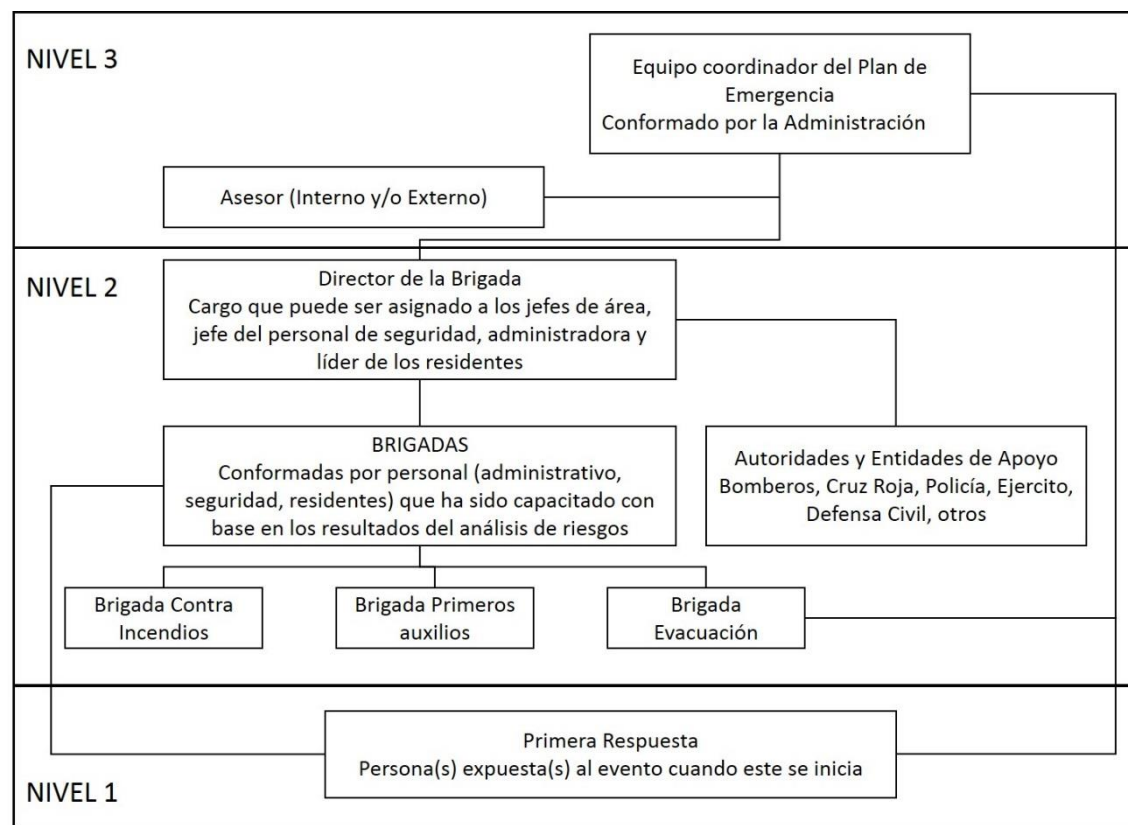 NIVEL 3
Equipo coordinador del Plan de
Emergencia
Conformado por la Administración
Asesor (Interno y/o Externo)
NIVEL 2
Director de la Brigada
Cargo que puede ser asignado a los jefes de área,
jefe del personal de seguridad, administradora y
líder de los residentes
BRIGADAS
Conformadas por personal (administrativo,
seguridad, residentes) que ha sido capacitado con
base en los resultados del análisis de riesgos
Autoridades y Entidades de Apoyo
Bomberos, Cruz Roja, Policía, Ejercito,
Defensa Civil, otros
Brigada Contra
Incendios
Brigada Primeros
auxilios
Brigada
Evacuación
Primera Respuesta
Persona(s) expuesta(s) al evento cuando este se inicia
NIVEL 1